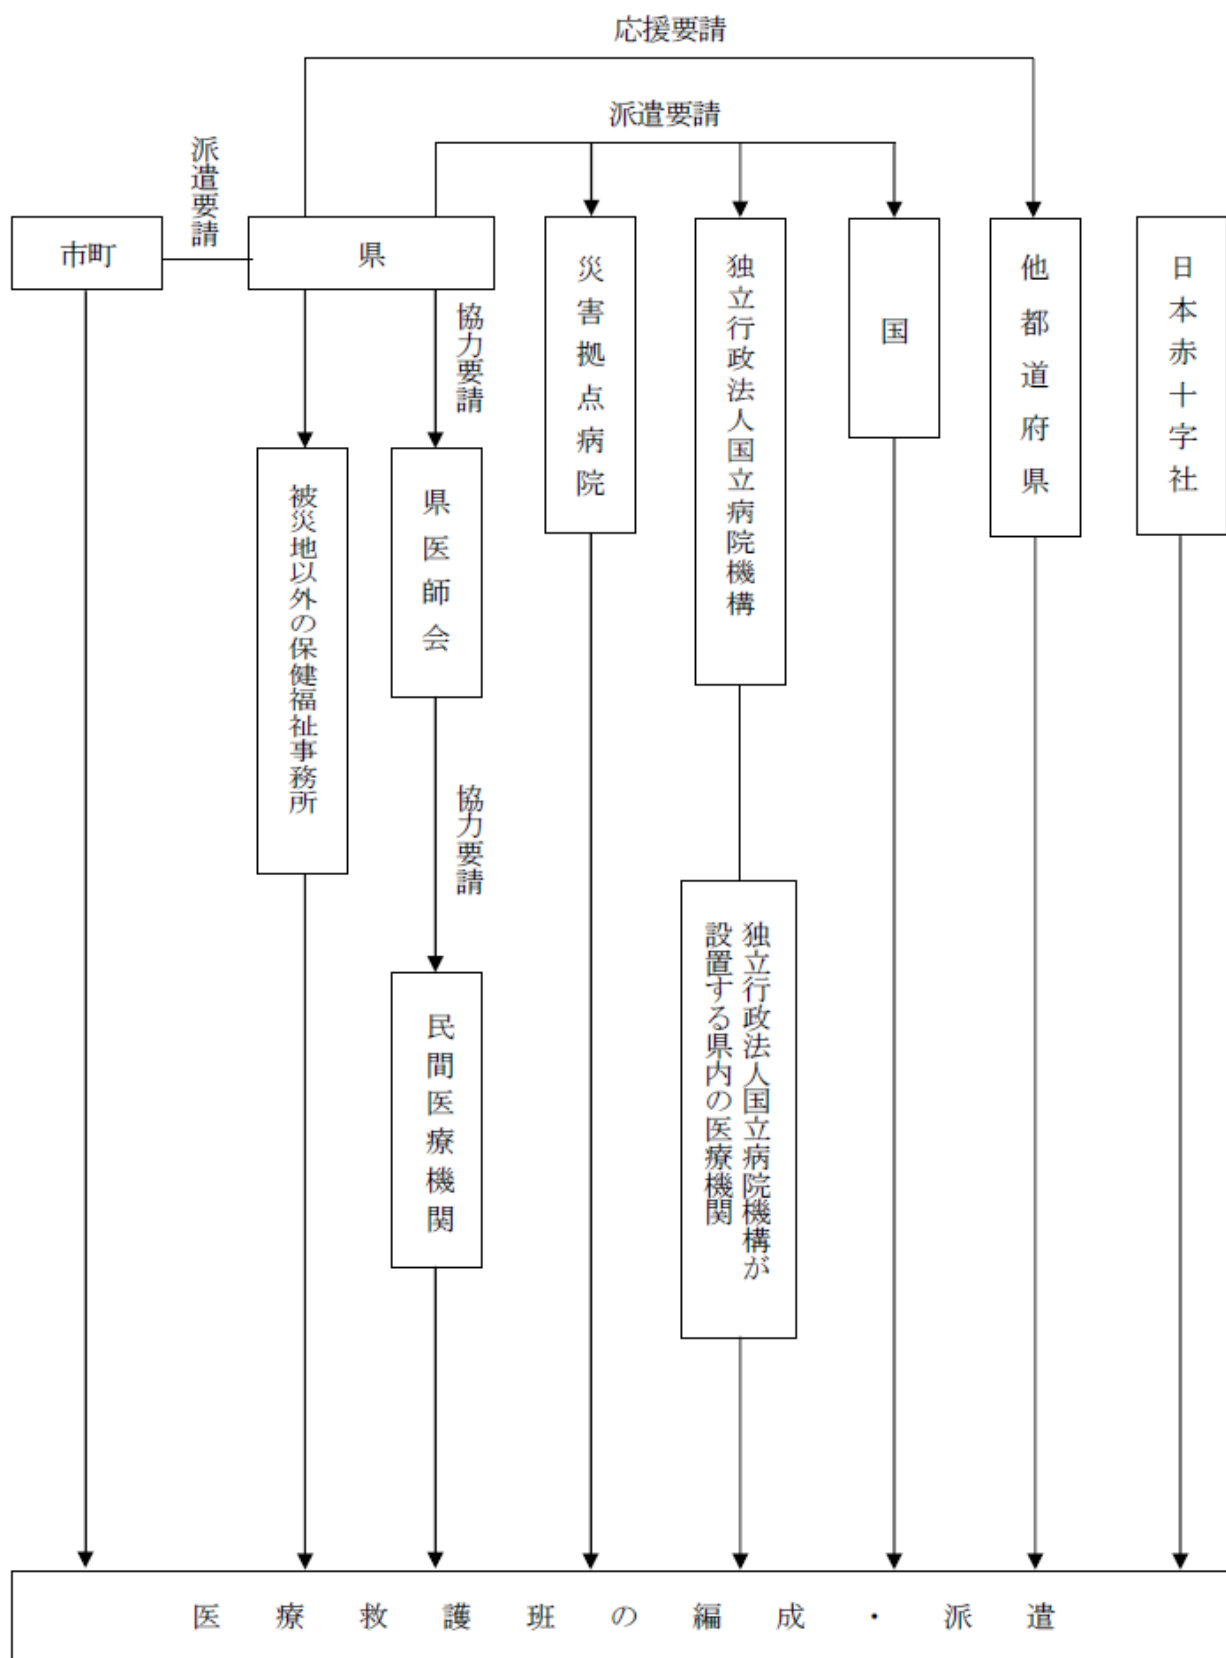 応援要請
派遣要請
派遣要請
市町
県
災害拠点病院
独立行政法人国立病院機構
国
他都道府県
日本赤十字社
協力要請
被災地以外の保健福祉事務所
県医師会
協力要請
民間医療機関
独立行政法人国立病院機構が
設置する県内の医療機関
医療救護班の編成・派遣